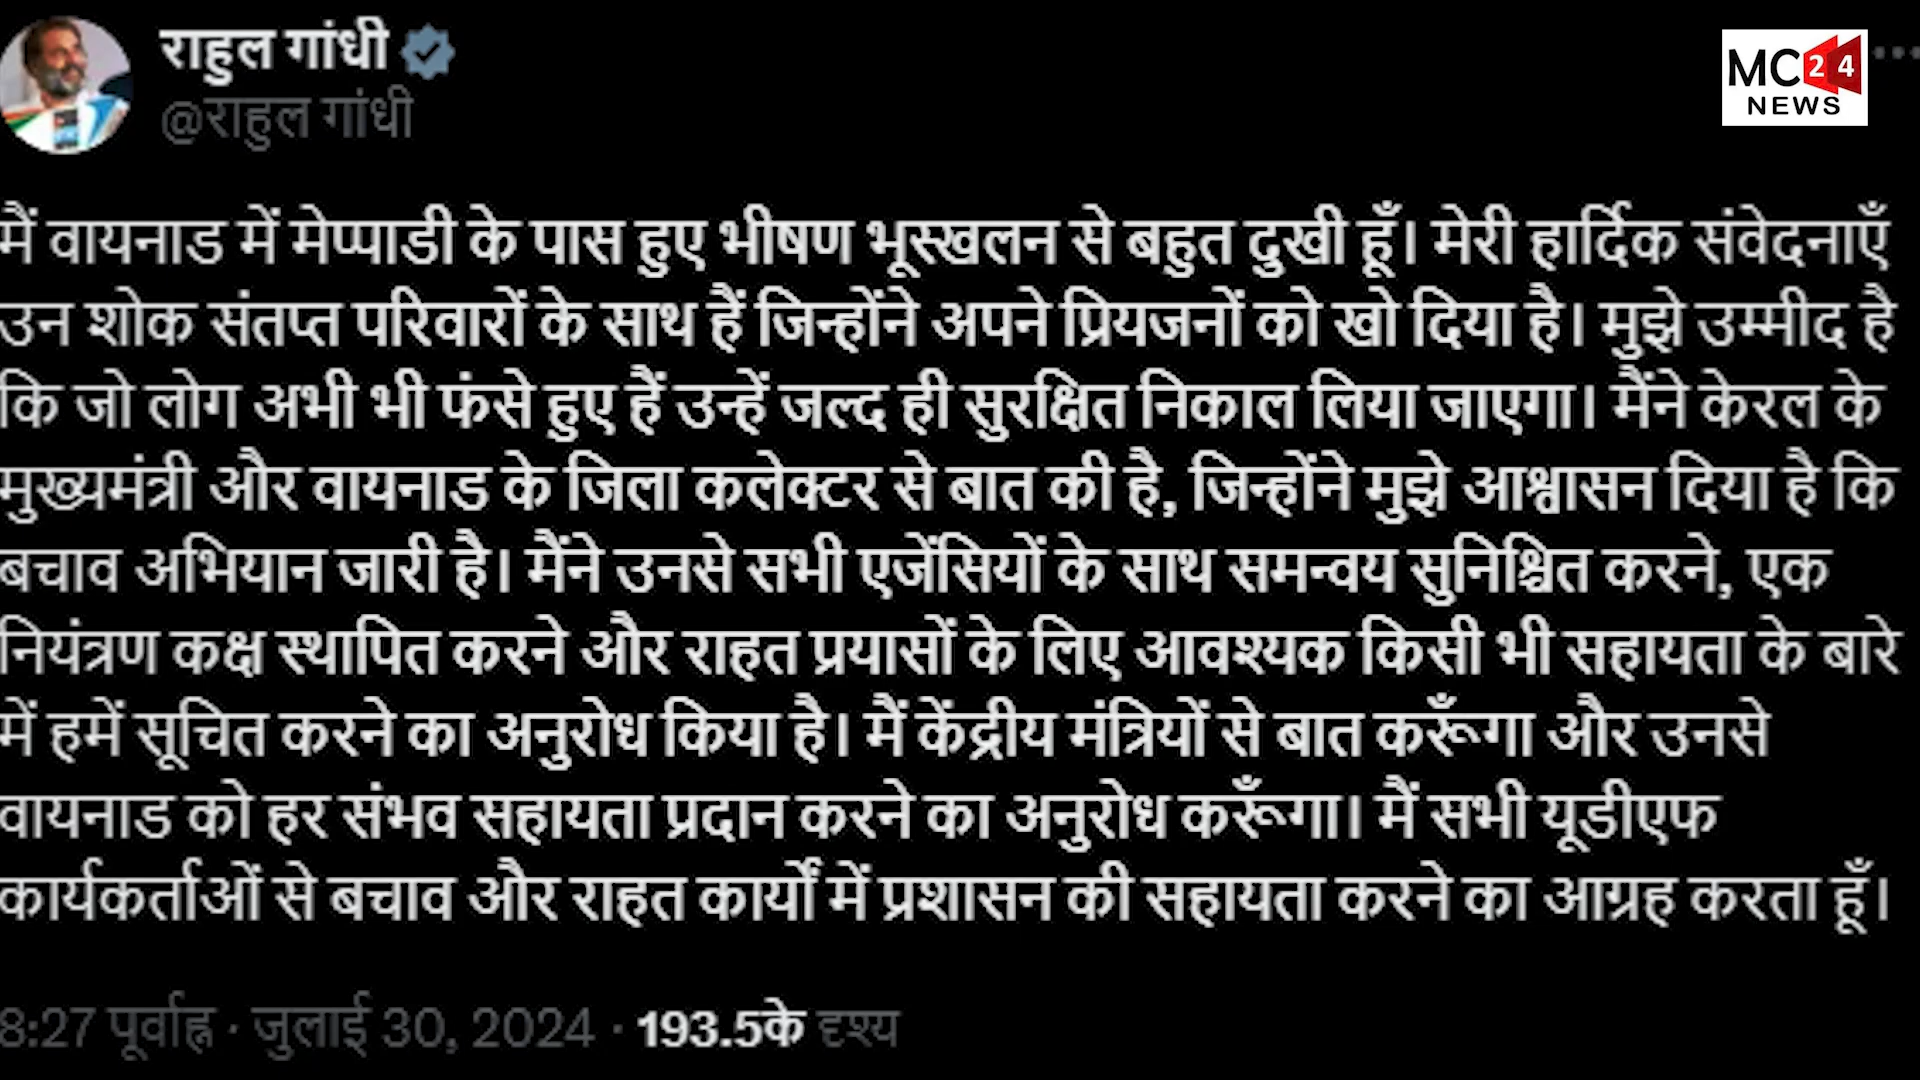 राहुल गांधी
@राहुल गांधी
MC24
NEWS
मैं वायनाड में मेप्पाडी के पास हुए भीषण भूस्खलन से बहुत दुखी हूँ। मेरी हार्दिक संवेदनाएँ
उन शोक संतप्त परिवारों के साथ हैं जिन्होंने अपने प्रियजनों को खो दिया है। मुझे उम्मीद है
कि जो लोग अभी भी फंसे हुए हैं उन्हें जल्द ही सुरक्षित निकाल लिया जाएगा। मैंने केरल के
मुख्यमंत्री और वायनाड के जिला कलेक्टर से बात की है, जिन्होंने मुझे आश्वासन दिया है कि
बचाव अभियान जारी है। मैंने उनसे सभी एजेंसियों के साथ समन्वय सुनिश्चित करने, एक
नियंत्रण कक्ष स्थापित करने और राहत प्रयासों के लिए आवश्यक किसी भी सहायता के बारे
में हमें सूचित करने का अनुरोध किया है। मैं केंद्रीय मंत्रियों से बात करूँगा और उनसे
वायनाड को हर संभव सहायता प्रदान करने का अनुरोध करूँगा। मैं सभी यूडीएफ
कार्यकर्ताओं से बचाव और राहत कार्यों में प्रशासन की सहायता करने का आग्रह करता हूँ।
8:27 पूर्वाह्न · जुलाई 30, 2024 · 193.5के दृश्य